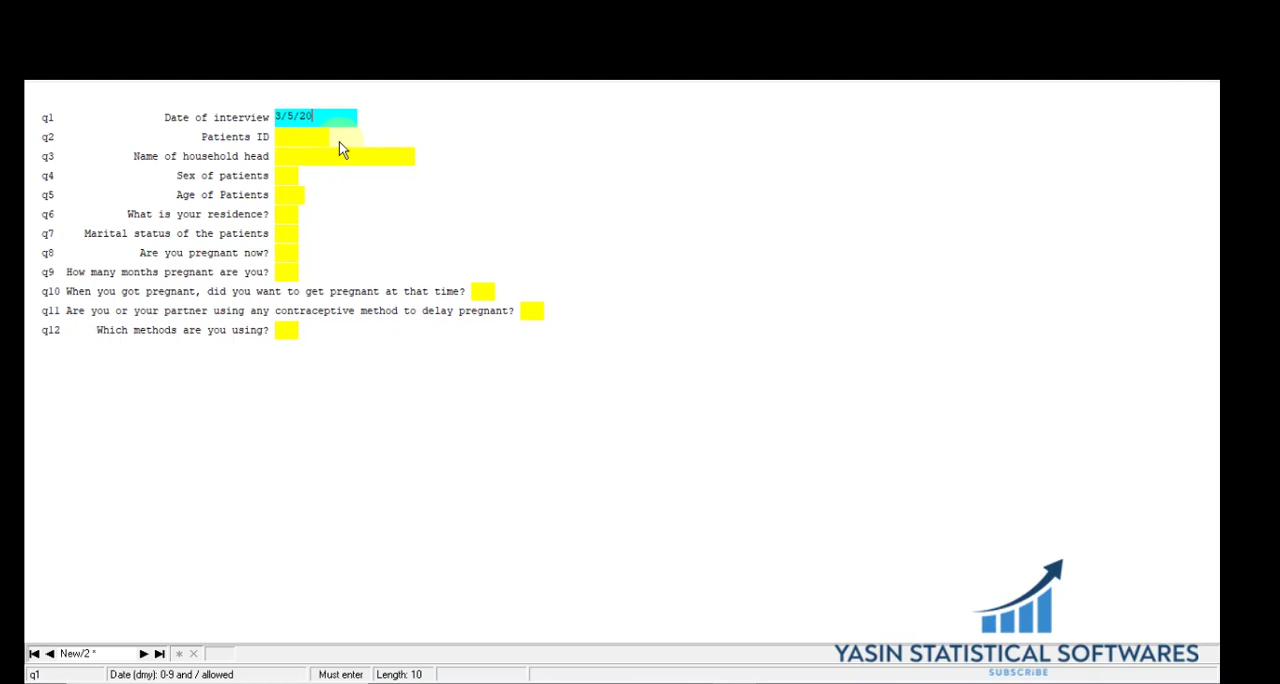 q1 Date of interview 3/5/20
q2 Patients ID
q3 Name of household head
q4 Sex of patients
q5 Age of Patients
q6 What is your residence?
q7 Marital status of the patients
q8 Are you pregnant now?
q9 How many months pregnant are you?
q10 When you got pregnant, did you want to get pregnant at that time?
q11 Are you or your partner using any contraceptive method to delay pregnant?
q12 Which methods are you using?
YASIN STATISTICAL SOFTWARES
SUBSCRIBE
New/2 *
q1 Date (dmy): 0-9 and / allowed Must enter Length: 10